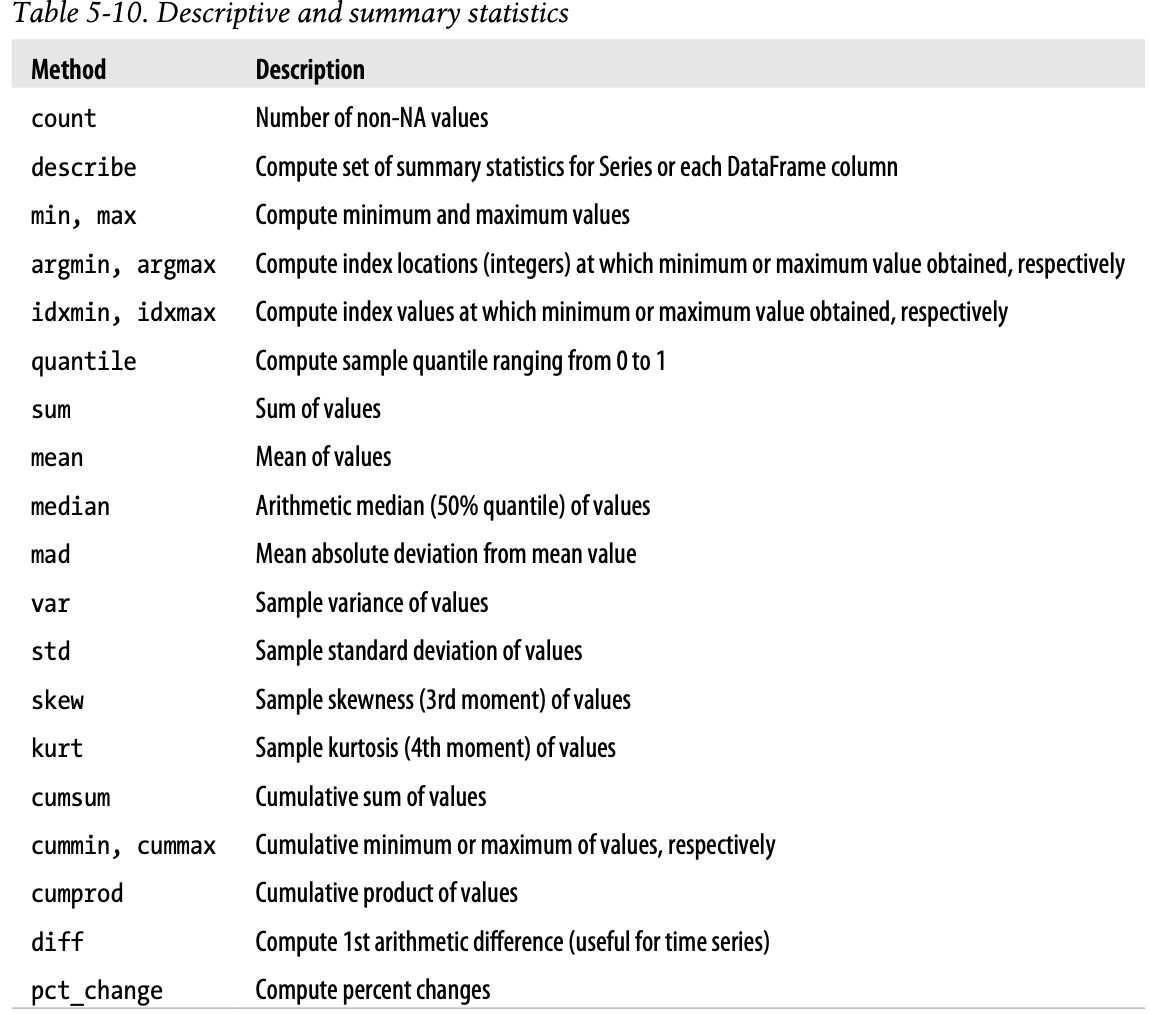 Table 5-10. Descriptive and summary statistics
Method Description
count Number of non-NA values
describe Compute set of summary statistics for Series or each DataFrame column
min, max Compute minimum and maximum values
argmin, argmax Compute index locations (integers) at which minimum or maximum value obtained, respectively
idxmin, idxmax Compute index values at which minimum or maximum value obtained, respectively
quantile Compute sample quantile ranging from 0 to 1
sum Sum of values
mean Mean of values
median Arithmetic median (50% quantile) of values
mad Mean absolute deviation from mean value
var Sample variance of values
std Sample standard deviation of values
skew Sample skewness (3rd moment) of values
kurt Sample kurtosis (4th moment) of values
cumsum Cumulative sum of values
cummin, cummax Cumulative minimum or maximum of values, respectively
cumprod Cumulative product of values
diff Compute 1st arithmetic difference (useful for time series)
pct_change Compute percent changes